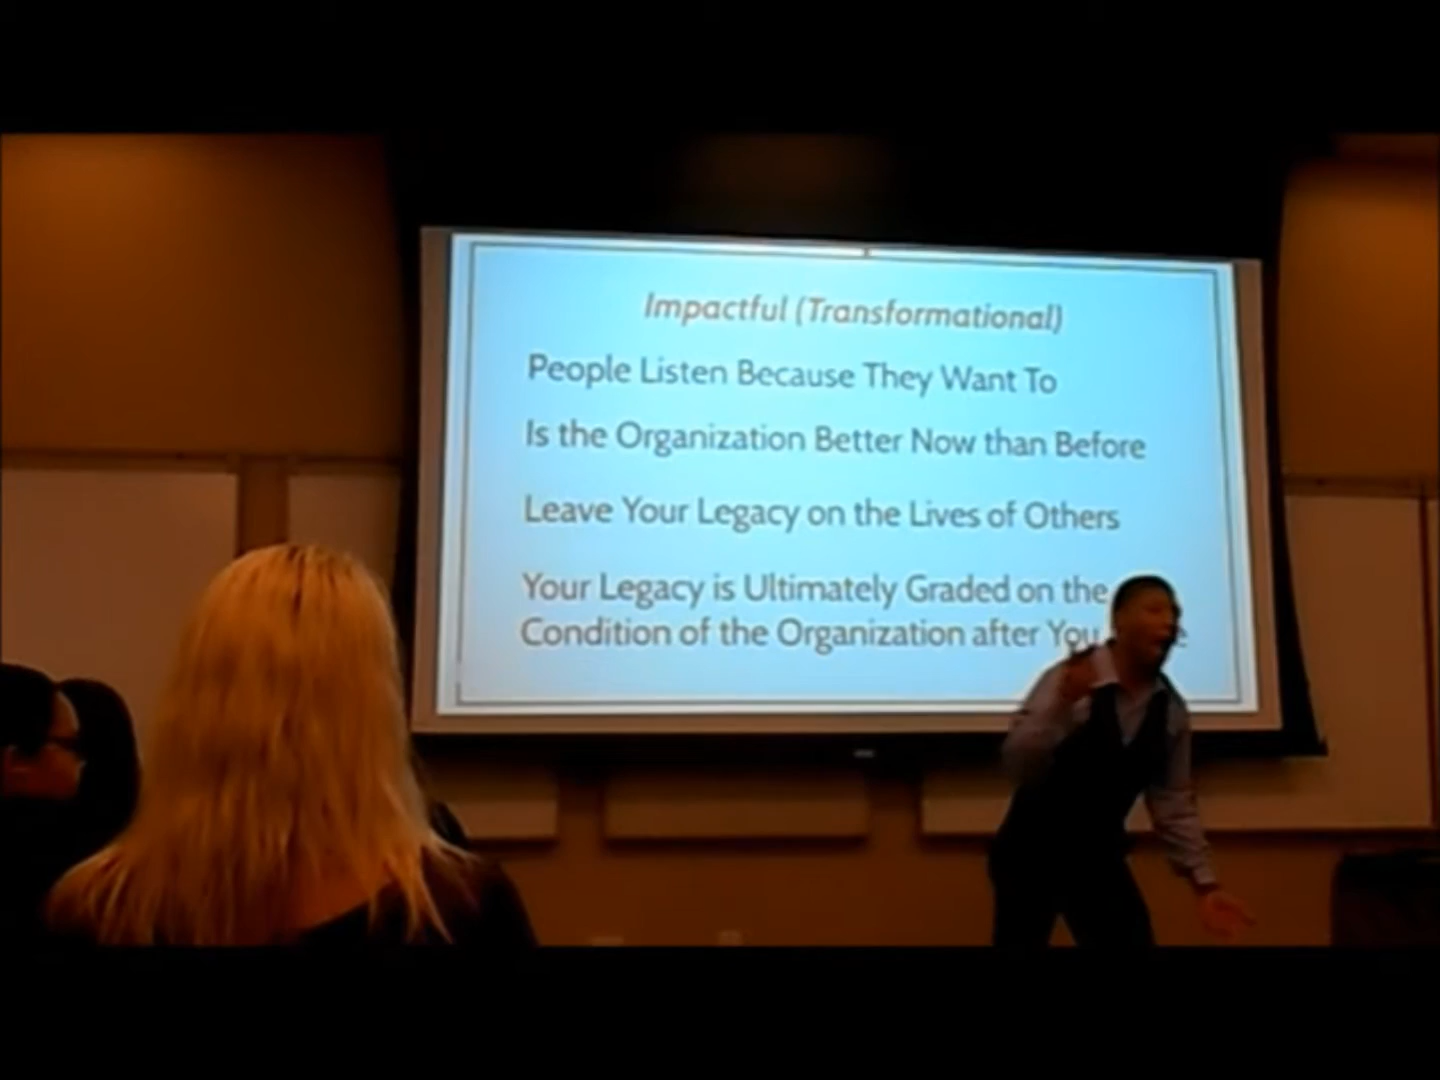 Impactful (Transformational)
People Listen Because They Want To
Is the Organization Better Now than Before
Leave Your Legacy on the Lives of Others
Your Legacy is Ultimately Graded on the
Condition of the Organization after You